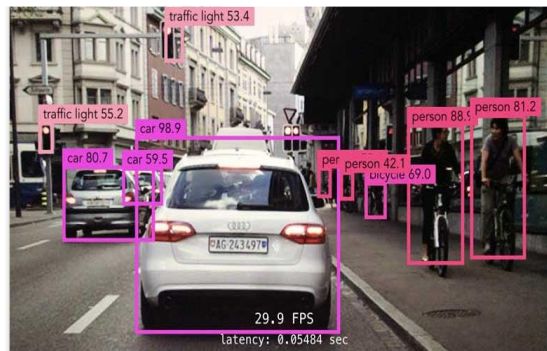 traffic light 53.4
traffic light 55.2
car 98.9
car 80.7
car 59.5
person 42.1
bicycle 69.0
person 88.9
person 81.2
AG·243497
29.9 FPS
latency: 0.05484 sec